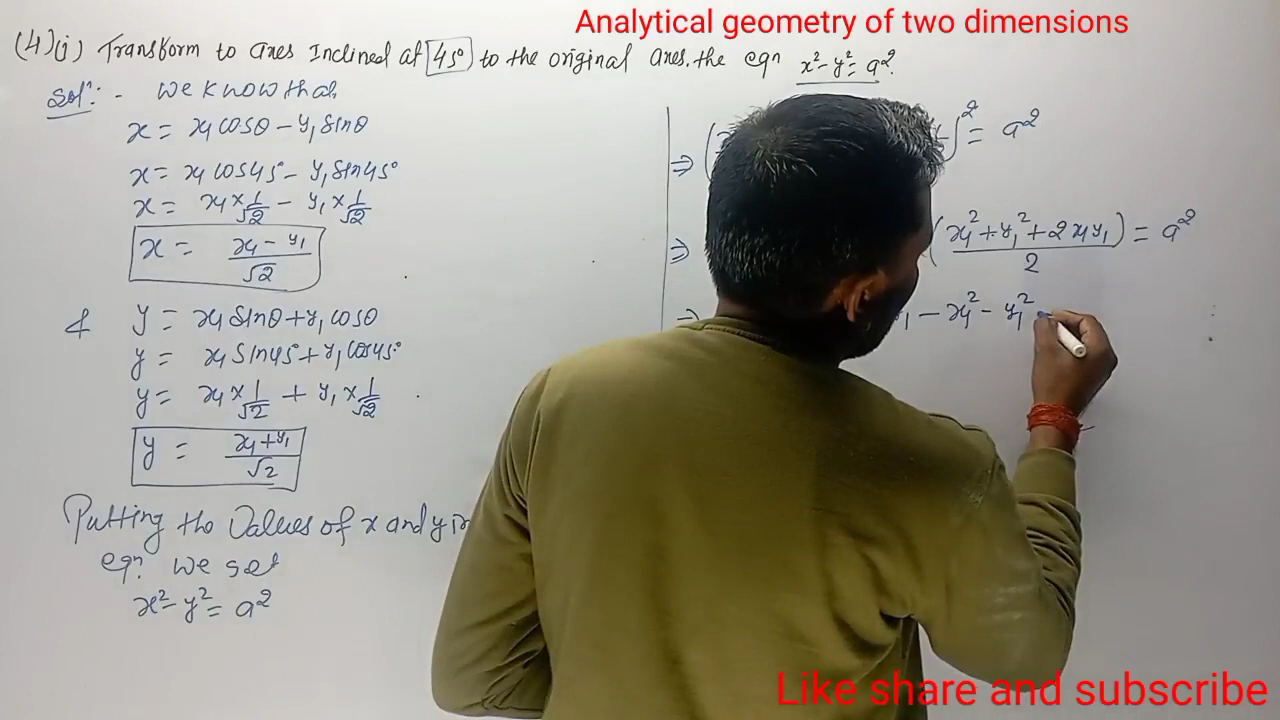 Analytical geometry of two dimensions
(4)(i) Transform to axes Inclined at 45° to the original axes. the eqn x² - y² = a².
Sol": - we know that
x = x₁ cosθ - y₁ sinθ
x = x₁ cos45° - y₁ sin45°
x = x₁ × 1/√2 - y₁ × 1/√2
x = x₁ - y₁ / √2
& y = x₁ sinθ + y₁ cosθ
y = x₁ sin45° + y₁ cos45°
y = x₁ × 1/√2 + y₁ × 1/√2
y = x₁ + y₁ / √2
Putting the values of x and y in
eqn. we get
x² - y² = a²
⇒ ( )² = a²
⇒ (x₁² + y₁² + 2x₁y₁ / 2) = a²
⇒ - x₁² - y₁²
Like share and subscribe